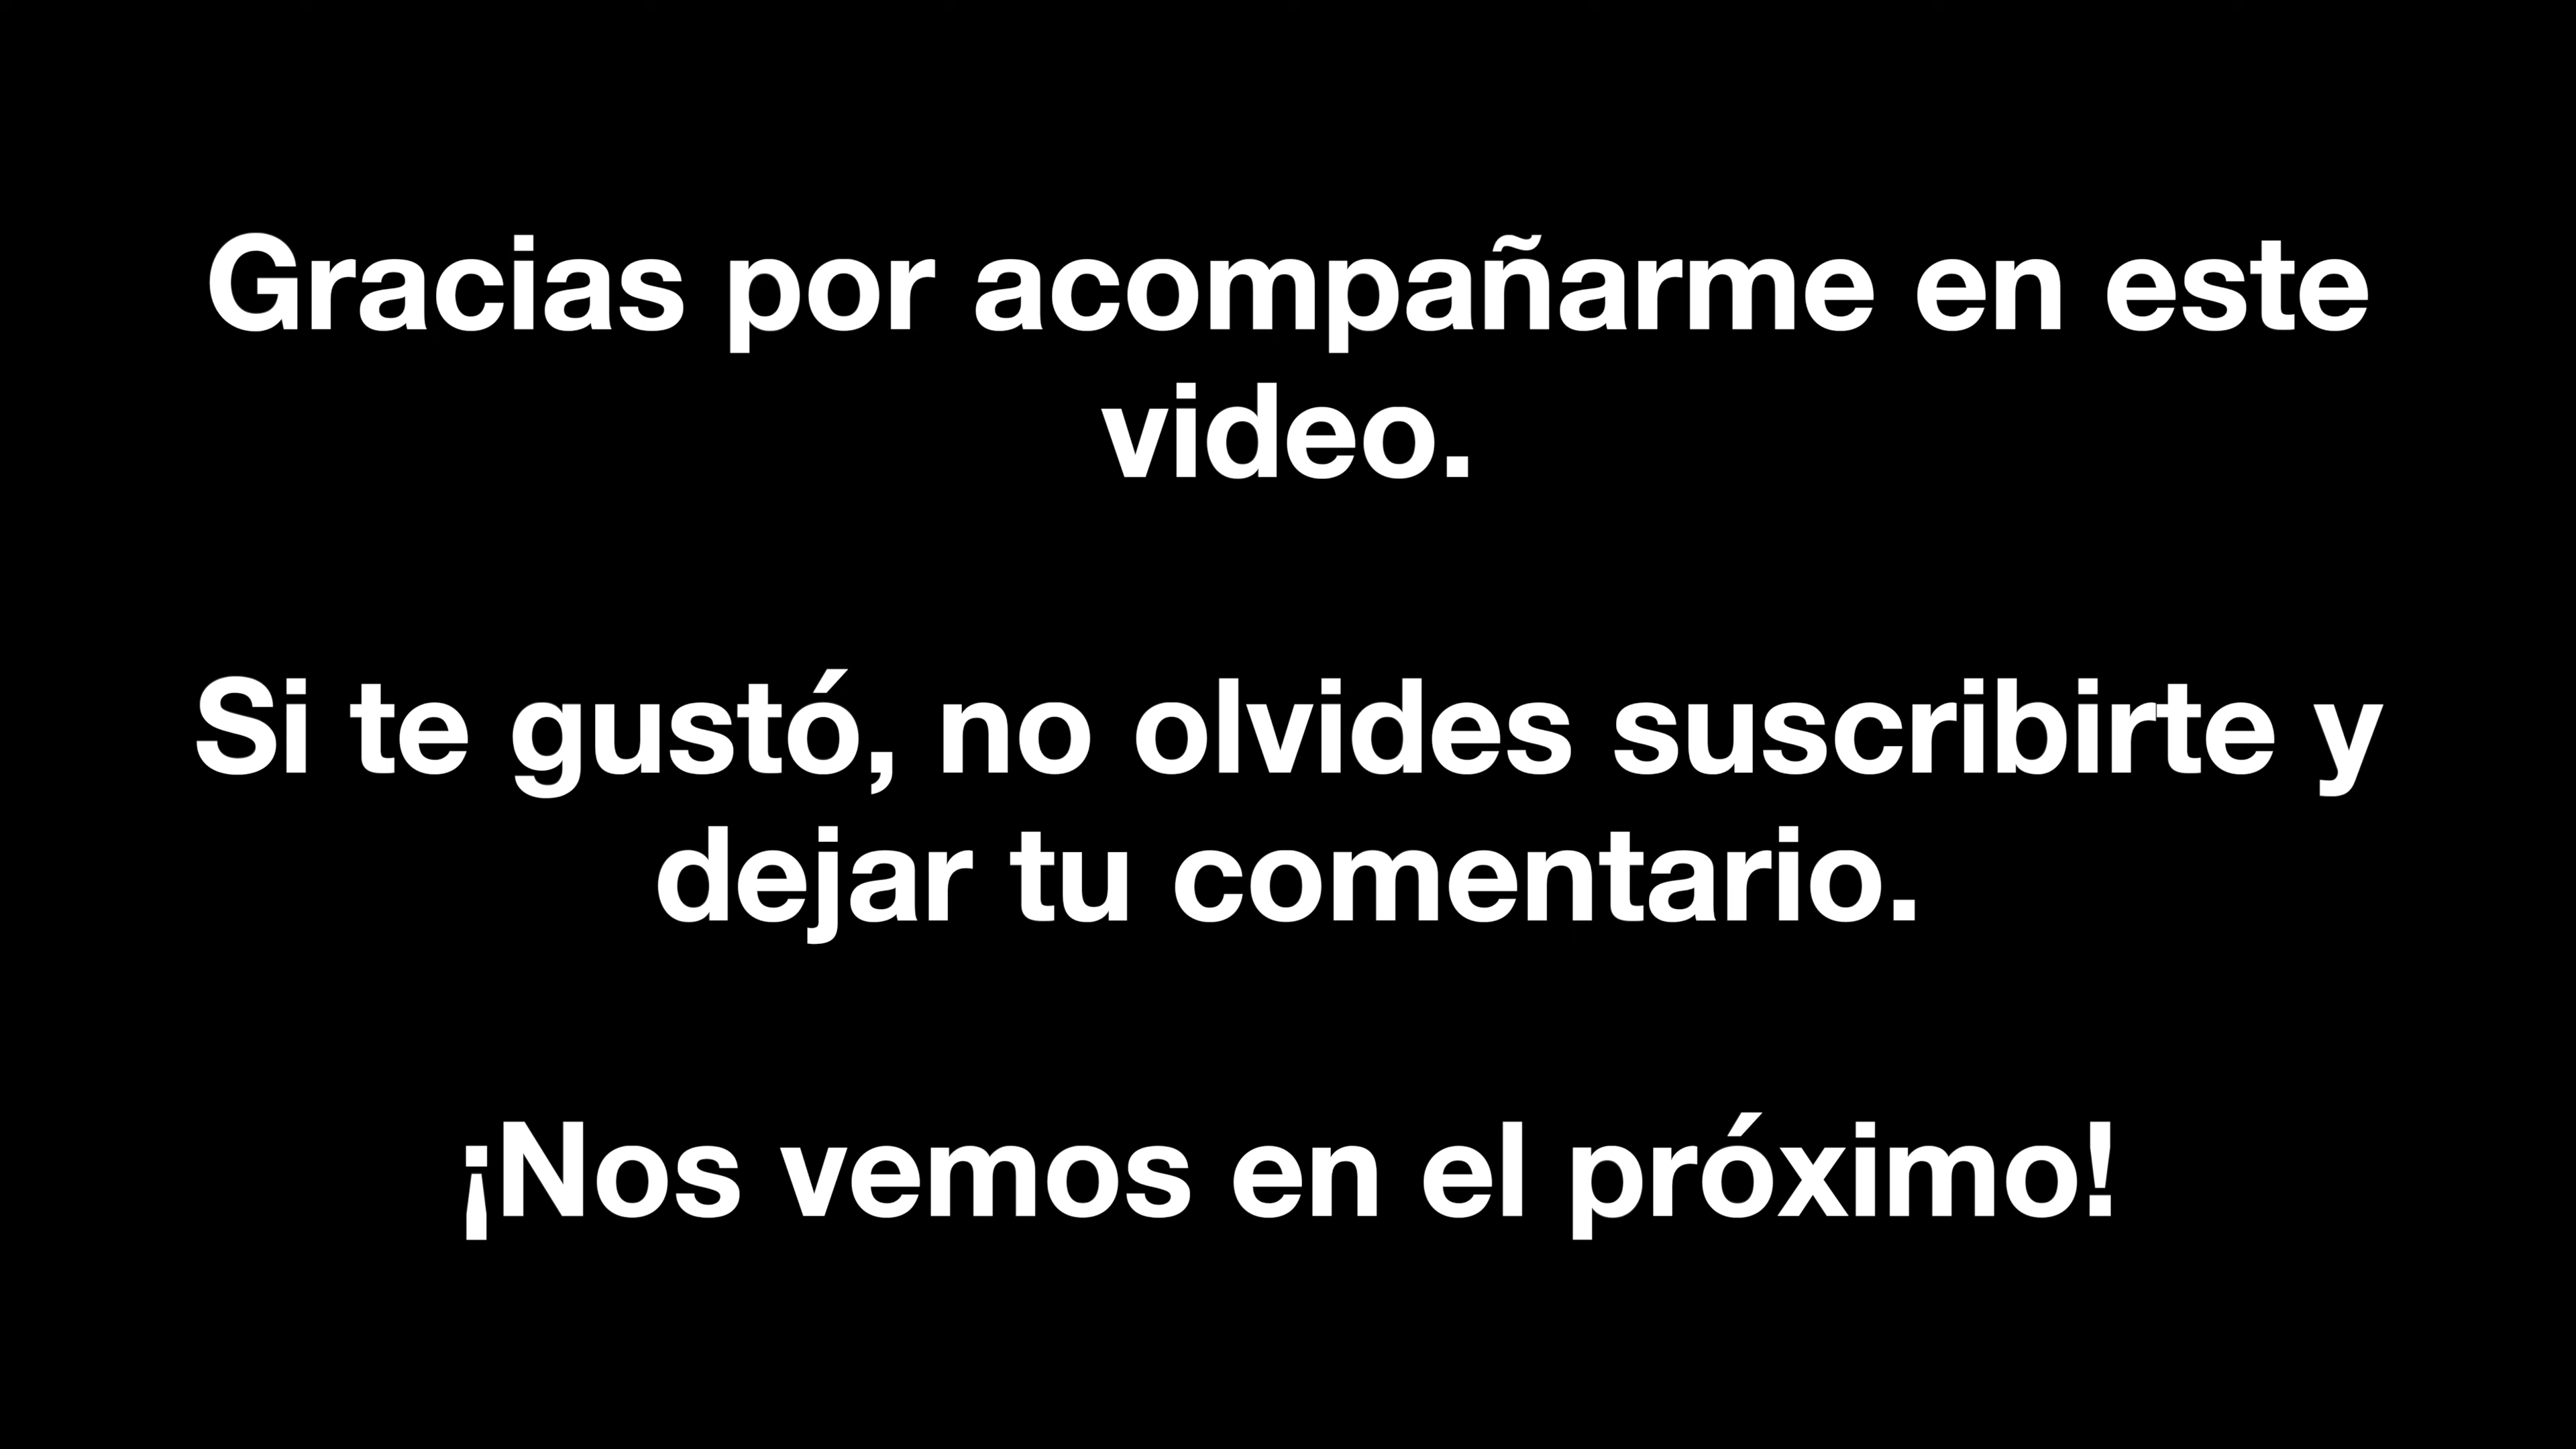 Gracias por acompañarme en este
video.
Si te gustó, no olvides suscribirte y
dejar tu comentario.
¡Nos vemos en el próximo!